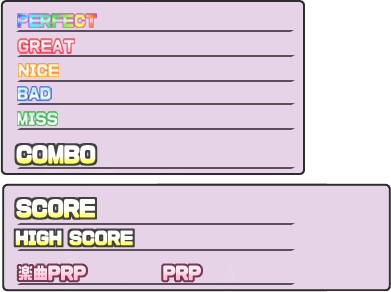 PERFECT
GREAT
NICE
BAD
MISS
COMBO
SCORE
HIGH SCORE
楽曲PRP PRP